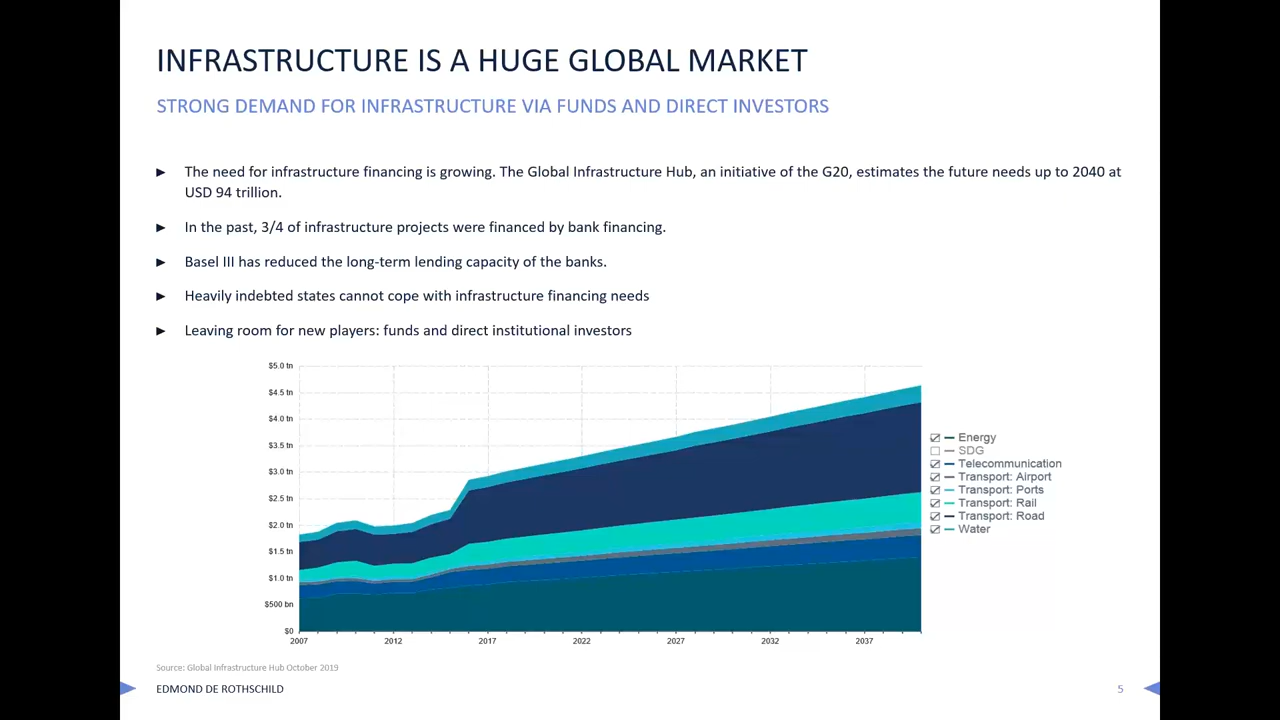 INFRASTRUCTURE IS A HUGE GLOBAL MARKET
STRONG DEMAND FOR INFRASTRUCTURE VIA FUNDS AND DIRECT INVESTORS
► The need for infrastructure financing is growing. The Global Infrastructure Hub, an initiative of the G20, estimates the future needs up to 2040 at
USD 94 trillion.
► In the past, 3/4 of infrastructure projects were financed by bank financing.
► Basel III has reduced the long-term lending capacity of the banks.
► Heavily indebted states cannot cope with infrastructure financing needs
► Leaving room for new players: funds and direct institutional investors
$5.0 tn
$4.5 tn
$4.0 tn
$3.5 tn
$3.0 tn
$2.5 tn
$2.0 tn
$1.5 tn
$1.0 tn
$500 bn
$0
2007 2012 2017 2022 2027 2032 2037
Energy
SDG
Telecommunication
Transport: Airport
Transport: Ports
Transport: Rail
Transport: Road
Water
Source: Global Infrastructure Hub October 2019
EDMOND DE ROTHSCHILD
5